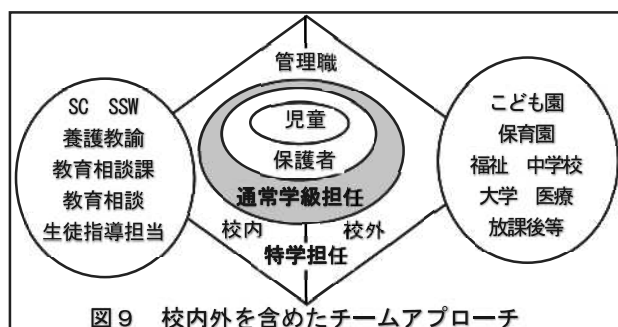 管理職
SC SSW
養護教諭
教育相談課
教育相談
生徒指導担当
児童
保護者
通常学級担任
校内 校外
特学担任
こども園
保育園
福祉 中学校
大学 医療
放課後等
図9 校内外を含めたチームアプローチ